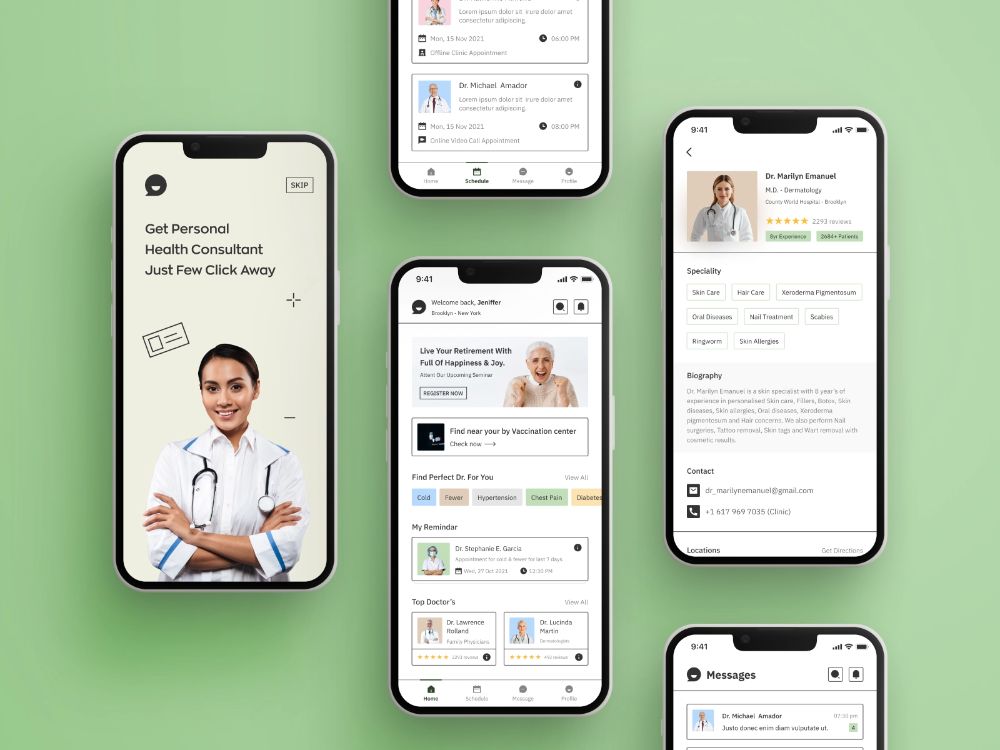 SKIP
Get Personal
Health Consultant
Just Few Click Away
Lorem ipsum dolor sit irure dolor amet
consectetur adipiscing.
Mon, 15 Nov 2021
06:00 PM
Offline Clinic Appointment
Dr. Michael Amador
Lorem ipsum dolor sit irure dolor amet
consectetur adipiscing.
Mon, 15 Nov 2021
08:00 PM
Online Video Call Appointment
Home
Schedule
Message
Profile
9:41
Welcome back, Jeniffer
Brooklyn - New York
Live Your Retirement With
Full Of Happiness & Joy.
Attent Our Upcoming Seminar
REGISTER NOW
Find near your by Vaccination center
Check now
Find Perfect Dr. For You
View All
Cold
Fewer
Hypertension
Chest Pain
Diabetes
My Remindar
Dr. Stephanie E. Garcia
Appointment for cold & fewer for last 7 days.
Wed, 27 Oct 2021
12:30 PM
Top Doctor's
View All
Dr. Lawrence
Rolland
Family Physicians
2293 reviews
Dr. Lucinda
Martin
Dermatologists
492 reviews
Home
Schedule
Message
Profile
9:41
Dr. Marilyn Emanuel
M.D. - Dermatology
County World Hospital - Brooklyn
2293 reviews
8yr Experience
2684+ Patients
Speciality
Skin Care
Hair Care
Xeroderma Pigmentosum
Oral Diseases
Nail Treatment
Scabies
Ringworm
Skin Allergies
Biography
Dr. Marilyn Emanuel is a skin specialist with 8 year's of
experience in personalised Skin care, Fillers, Botox, Skin
diseases, Skin allergies, Oral diseases, Xeroderma
pigmentosum and Hair concerns. We also perform Nail
surgeries, Tattoo removal, Skin tags and Wart removal with
cosmetic results.
Contact
dr_marilynemanuel@gmail.com
+1 617 969 7035 (Clinic)
Locations
Get Directions
9:41
Messages
Dr. Michael Amador
07:30 pm
Justo donec enim diam vulputate ut.
4